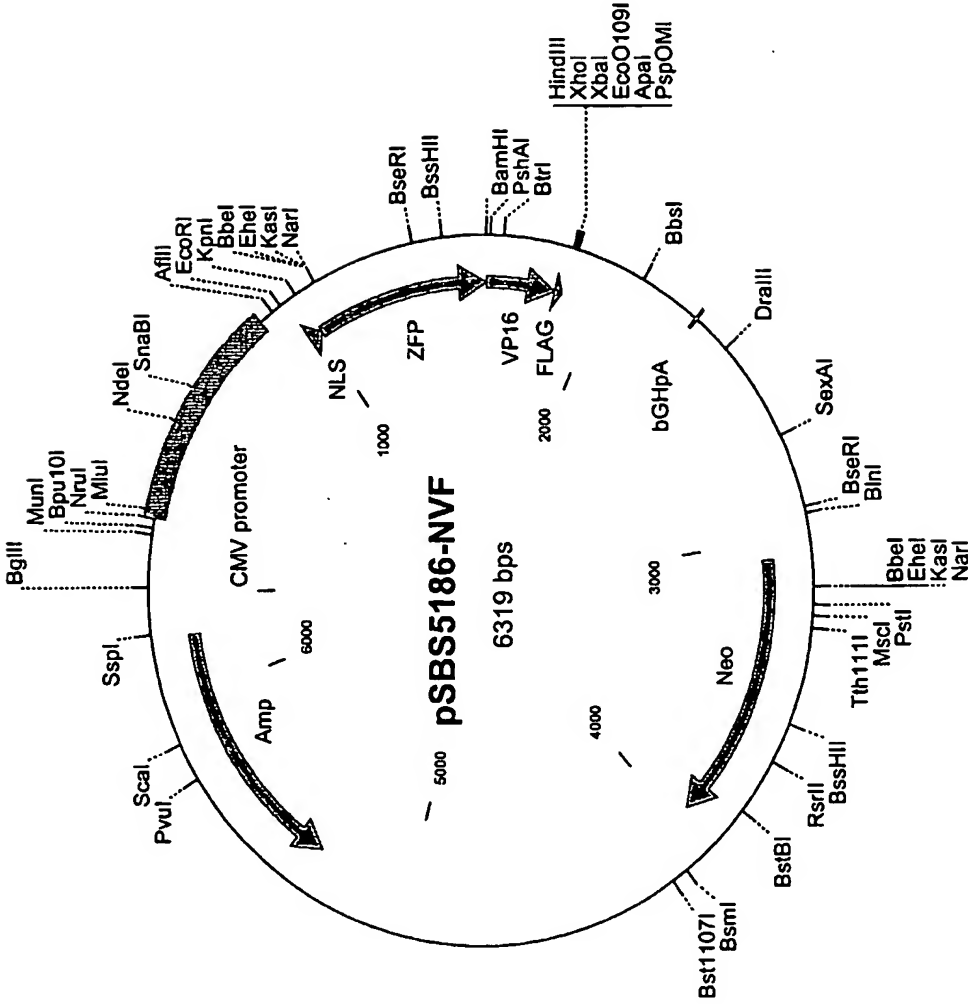 BglII
MunI
Bpu10I
NruI
MluI
NdeI
SnaBI
AflII
EcoRI
KpnI
BbeI
EheI
KasI
NarI
BseRI
BssHII
BamHI
PshAI
BtrI
HindIII
XhoI
XbaI
EcoO109I
ApaI
PspOMI
BbsI
DraIII
SexAI
BseRI
BlnI
BbeI
EheI
KasI
NarI
PstI
MscI
Tth111I
BssHII
RsrII
BstBI
BsmI
Bst1107I
PvuI
ScaI
SspI
CMV promoter
NLS
ZFP
VP16
FLAG
bGHpA
Neo
Amp
1000
2000
3000
4000
5000
6000
pSBS5186-NVF
6319 bps